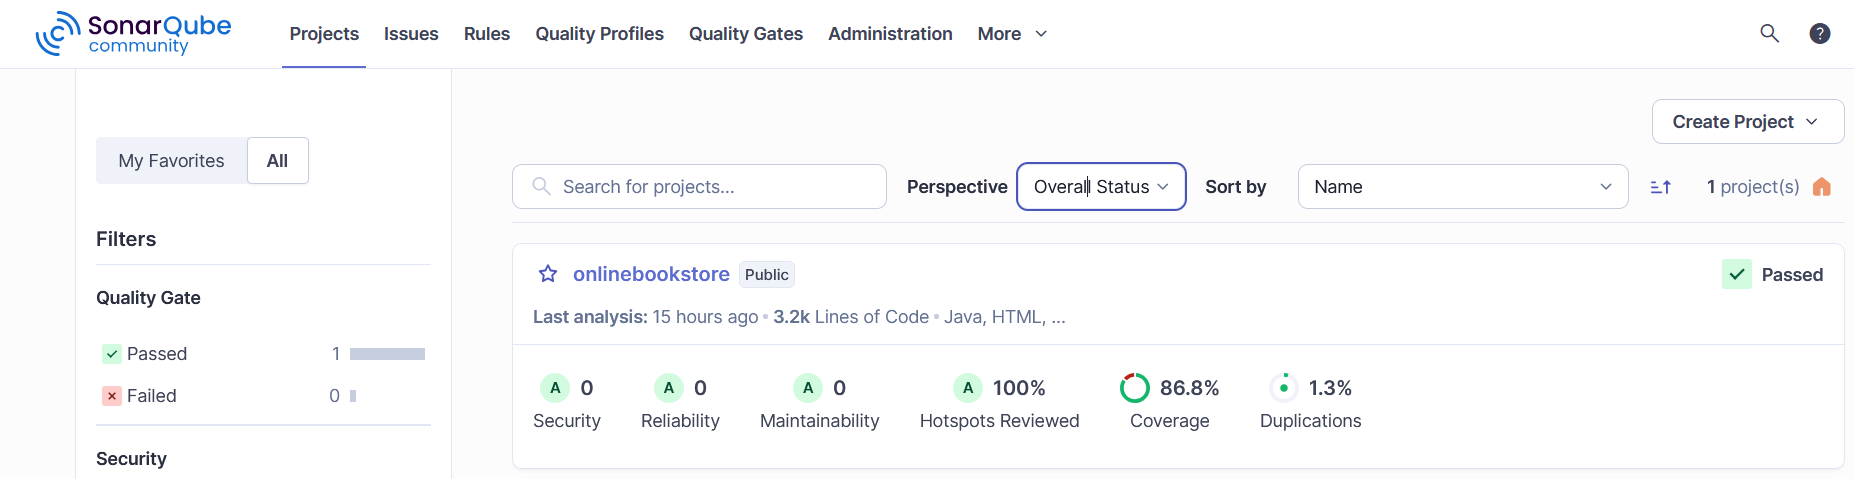 SonarQube
community
Projects Issues Rules Quality Profiles Quality Gates Administration More
?
My Favorites All
Create Project
Search for projects... Perspective Overall Status Sort by Name 1 project(s)
Filters
Quality Gate
Passed 1
Failed 0
Security
onlinebookstore Public Passed
Last analysis: 15 hours ago • 3.2k Lines of Code • Java, HTML, ...
A 0 A 0 A 0 A 100% 86.8% 1.3%
Security Reliability Maintainability Hotspots Reviewed Coverage Duplications